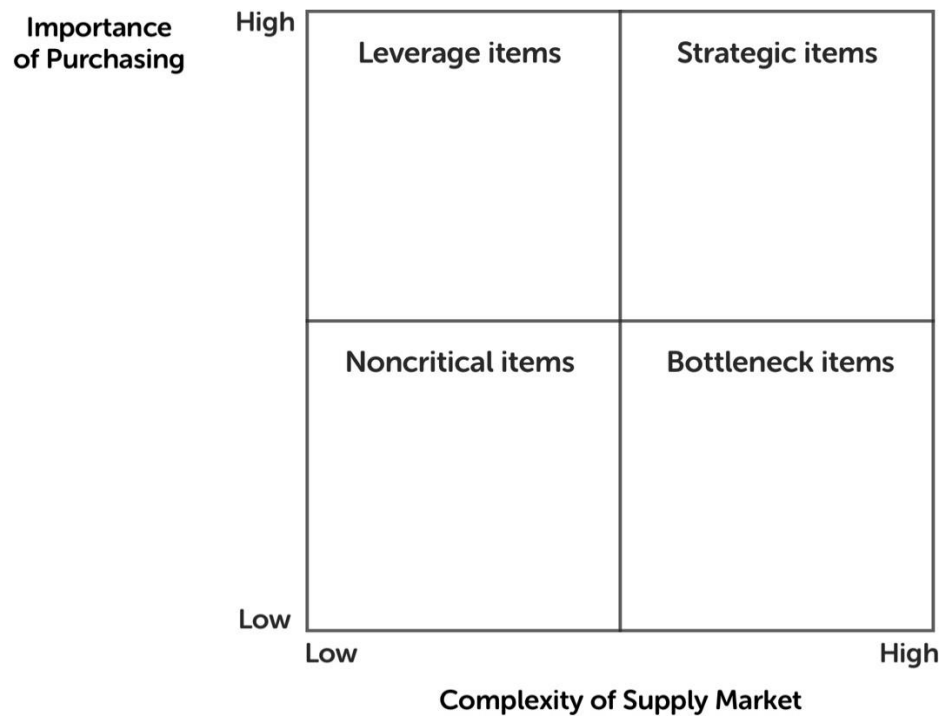 Importance
of Purchasing
High
Leverage items
Strategic items
Noncritical items
Bottleneck items
Low
Low
High
Complexity of Supply Market